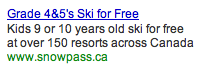 Grade 4&5's Ski for Free
Kids 9 or 10 years old ski for free
at over 150 resorts across Canada
www.snowpass.ca